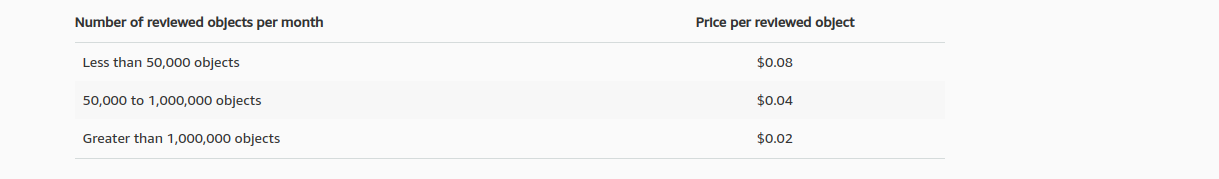 Number of reviewed objects per month Price per reviewed object
Less than 50,000 objects $0.08
50,000 to 1,000,000 objects $0.04
Greater than 1,000,000 objects $0.02